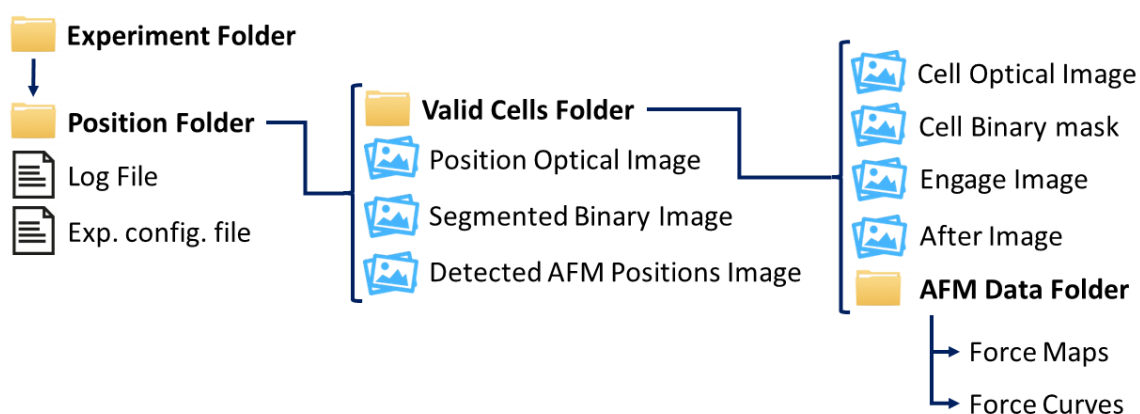 Experiment Folder
Position Folder
Log File
Exp. config. file
Valid Cells Folder
Position Optical Image
Segmented Binary Image
Detected AFM Positions Image
Cell Optical Image
Cell Binary mask
Engage Image
After Image
AFM Data Folder
Force Maps
Force Curves